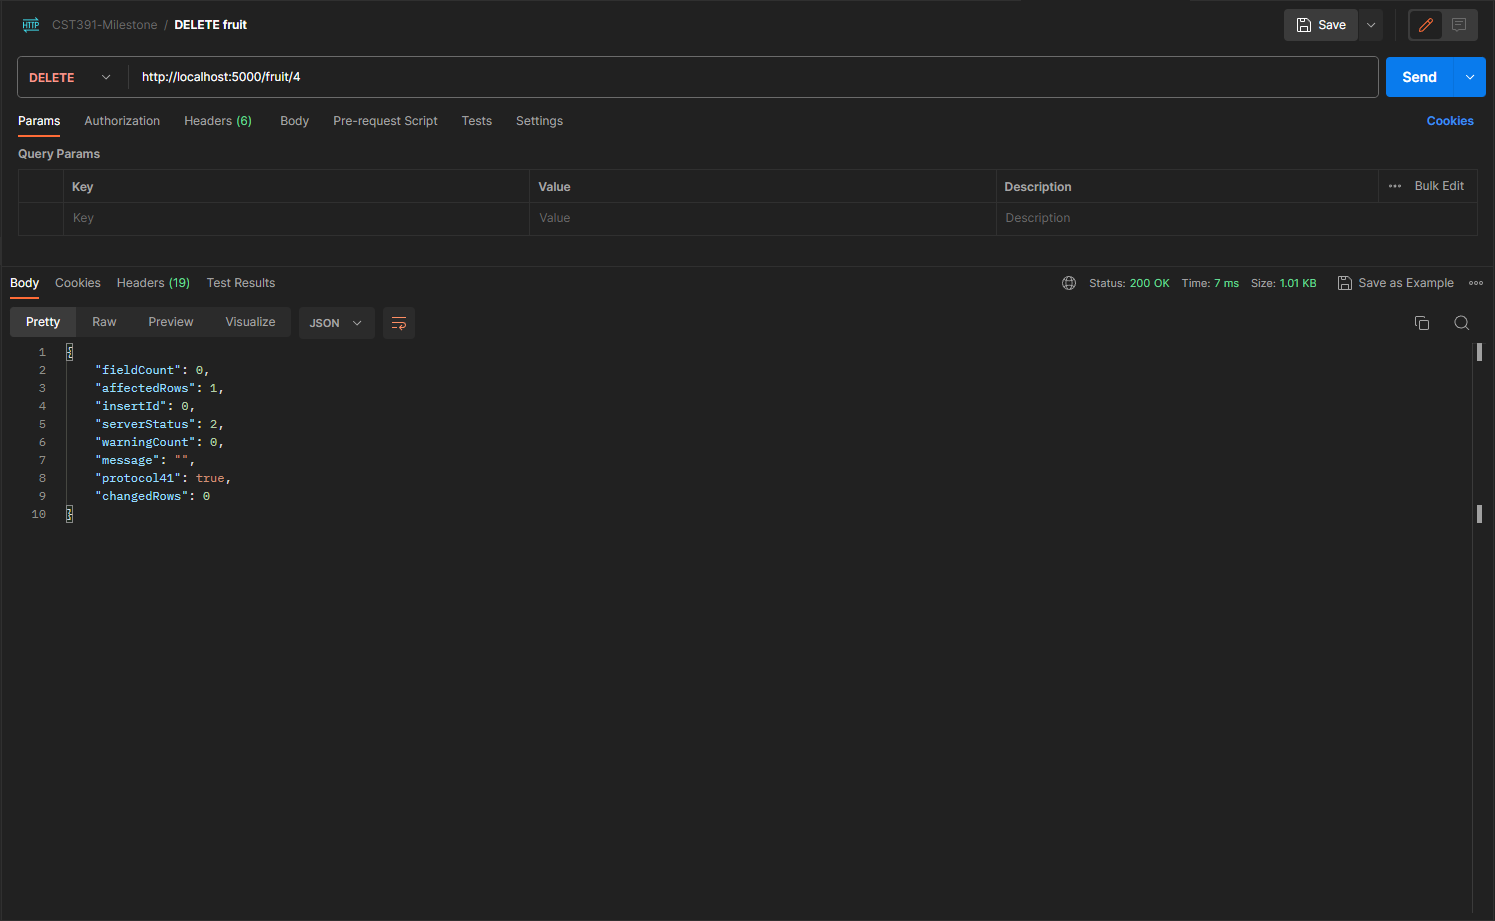 HTTP CST391-Milestone / DELETE fruit Save
DELETE http://localhost:5000/fruit/4 Send
Params Authorization Headers (6) Body Pre-request Script Tests Settings Cookies
Query Params
Key Value Description ••• Bulk Edit
Key Value Description
Body Cookies Headers (19) Test Results Status: 200 OK Time: 7 ms Size: 1.01 KB Save as Example
Pretty Raw Preview Visualize JSON
1 {
2 "fieldCount": 0,
3 "affectedRows": 1,
4 "insertId": 0,
5 "serverStatus": 2,
6 "warningCount": 0,
7 "message": "",
8 "protocol41": true,
9 "changedRows": 0
10 }